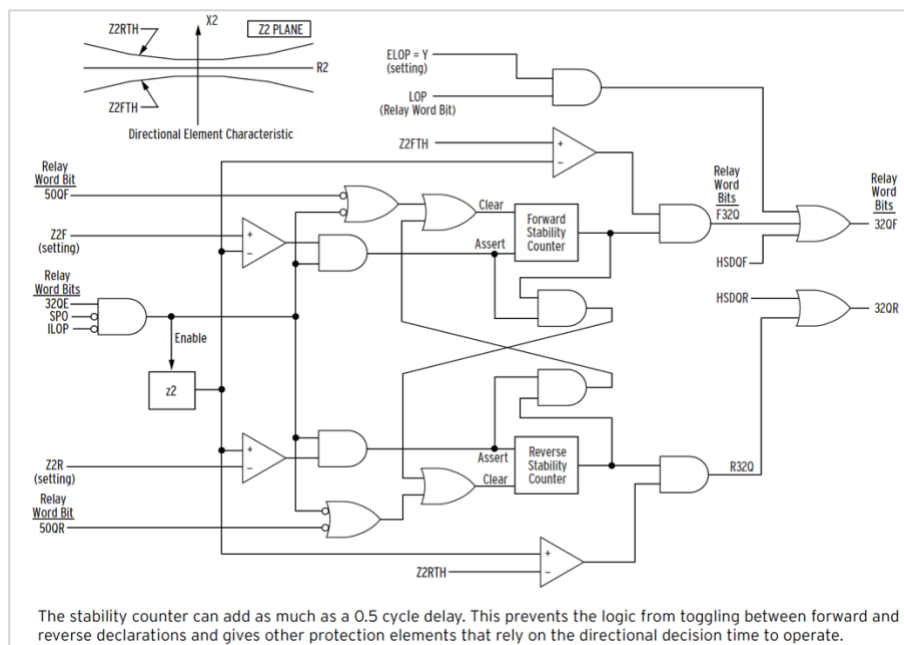 Z2RTH
X2
Z2 PLANE
R2
Z2FTH
Directional Element Characteristic
ELOP = Y
(setting)
LOP
(Relay Word Bit)
Z2FTH
+
−
Relay
Word Bit
50QF
Clear
Forward
Stability
Counter
Relay
Word
Bits
F32Q
Relay
Word
Bits
32QF
Z2F
(setting)
+
−
Assert
HSDQF
Relay
Word Bits
32QE
SPO
ILOP
Enable
HSDQR
32QR
z2
Z2R
(setting)
+
−
Assert
Clear
Reverse
Stability
Counter
R32Q
Relay
Word Bit
50QR
Z2RTH
+
−
The stability counter can add as much as a 0.5 cycle delay. This prevents the logic from toggling between forward and
reverse declarations and gives other protection elements that rely on the directional decision time to operate.